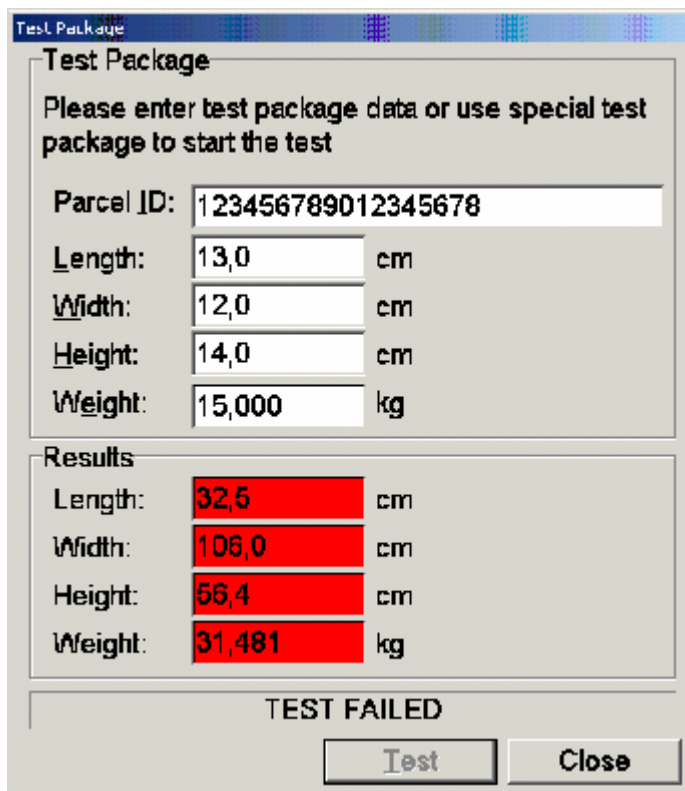 Test Package
Test Package
Please enter test package data or use special test
package to start the test
Parcel ID: 123456789012345678
Length: 13,0 cm
Width: 12,0 cm
Height: 14,0 cm
Weight: 15,000 kg
Results
Length: 32,5 cm
Width: 106,0 cm
Height: 56,4 cm
Weight: 31,481 kg
TEST FAILED
Test Close